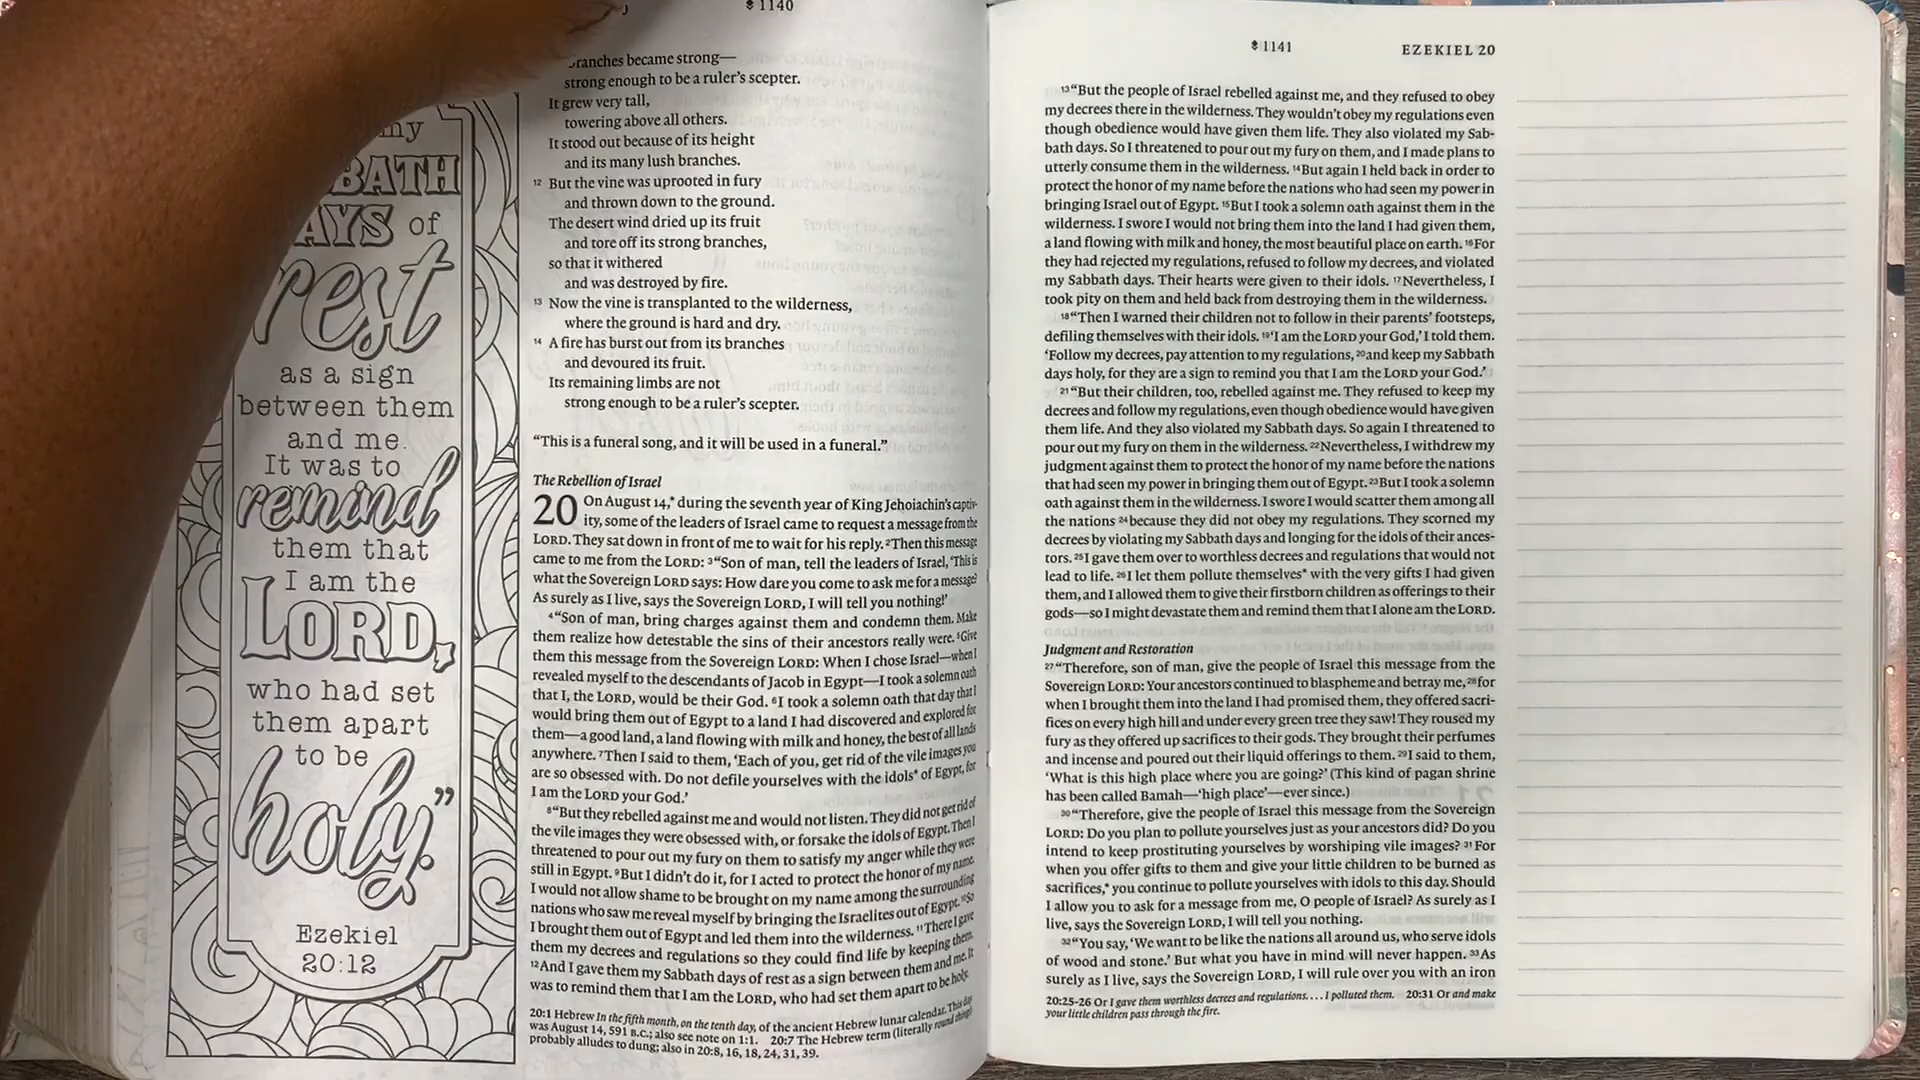 1140
my
BATH
AYS of
rest
as a sign
between them
and me.
It was to
remind
them that
I am the
LORD,
who had set
them apart
to be
holy."
Ezekiel
20:12
ranches became strong—
strong enough to be a ruler's scepter.
It grew very tall,
towering above all others.
It stood out because of its height
and its many lush branches.
12 But the vine was uprooted in fury
and thrown down to the ground.
The desert wind dried up its fruit
and tore off its strong branches,
so that it withered
and was destroyed by fire.
13 Now the vine is transplanted to the wilderness,
where the ground is hard and dry.
14 A fire has burst out from its branches
and devoured its fruit.
Its remaining limbs are not
strong enough to be a ruler's scepter.
"This is a funeral song, and it will be used in a funeral."
The Rebellion of Israel
20 On August 14,* during the seventh year of King Jehoiachin's captiv-
ity, some of the leaders of Israel came to request a message from the
LORD. They sat down in front of me to wait for his reply. 2Then this message
came to me from the LORD: 3"Son of man, tell the leaders of Israel, 'This is
what the Sovereign LORD says: How dare you come to ask me for a message?
As surely as I live, says the Sovereign LORD, I will tell you nothing!'
4"Son of man, bring charges against them and condemn them. Make
them realize how detestable the sins of their ancestors really were. 5Give
them this message from the Sovereign LORD: When I chose Israel—when I
revealed myself to the descendants of Jacob in Egypt—I took a solemn oath
that I, the LORD, would be their God. 6I took a solemn oath that day that I
would bring them out of Egypt to a land I had discovered and explored for
them—a good land, a land flowing with milk and honey, the best of all lands
anywhere. 7Then I said to them, 'Each of you, get rid of the vile images you
are so obsessed with. Do not defile yourselves with the idols* of Egypt, for
I am the LORD your God.'
8"But they rebelled against me and would not listen. They did not get rid of
the vile images they were obsessed with, or forsake the idols of Egypt. Then I
threatened to pour out my fury on them to satisfy my anger while they were
still in Egypt. 9But I didn't do it, for I acted to protect the honor of my name.
I would not allow shame to be brought on my name among the surrounding
nations who saw me reveal myself by bringing the Israelites out of Egypt. 10So
I brought them out of Egypt and led them into the wilderness. 11There I gave
them my decrees and regulations so they could find life by keeping them.
12And I gave them my Sabbath days of rest as a sign between them and me. It
was to remind them that I am the LORD, who had set them apart to be holy.
20:1 Hebrew In the fifth month, on the tenth day, of the ancient Hebrew lunar calendar. This day
was August 14, 591 B.C.; also see note on 1:1. 20:7 The Hebrew term (literally round things)
probably alludes to dung; also in 20:8, 16, 18, 24, 31, 39.
1141 EZEKIEL 20
13"But the people of Israel rebelled against me, and they refused to obey
my decrees there in the wilderness. They wouldn't obey my regulations even
though obedience would have given them life. They also violated my Sab-
bath days. So I threatened to pour out my fury on them, and I made plans to
utterly consume them in the wilderness. 14But again I held back in order to
protect the honor of my name before the nations who had seen my power in
bringing Israel out of Egypt. 15But I took a solemn oath against them in the
wilderness. I swore I would not bring them into the land I had given them,
a land flowing with milk and honey, the most beautiful place on earth. 16For
they had rejected my regulations, refused to follow my decrees, and violated
my Sabbath days. Their hearts were given to their idols. 17Nevertheless, I
took pity on them and held back from destroying them in the wilderness.
18"Then I warned their children not to follow in their parents' footsteps,
defiling themselves with their idols. 19'I am the LORD your God,' I told them.
'Follow my decrees, pay attention to my regulations, 20and keep my Sabbath
days holy, for they are a sign to remind you that I am the LORD your God.'
21"But their children, too, rebelled against me. They refused to keep my
decrees and follow my regulations, even though obedience would have given
them life. And they also violated my Sabbath days. So again I threatened to
pour out my fury on them in the wilderness. 22Nevertheless, I withdrew my
judgment against them to protect the honor of my name before the nations
that had seen my power in bringing them out of Egypt. 23But I took a solemn
oath against them in the wilderness. I swore I would scatter them among all
the nations 24because they did not obey my regulations. They scorned my
decrees by violating my Sabbath days and longing for the idols of their ances-
tors. 25I gave them over to worthless decrees and regulations that would not
lead to life. 26I let them pollute themselves* with the very gifts I had given
them, and I allowed them to give their firstborn children as offerings to their
gods—so I might devastate them and remind them that I alone am the LORD.
Judgment and Restoration
27"Therefore, son of man, give the people of Israel this message from the
Sovereign LORD: Your ancestors continued to blaspheme and betray me, 28for
when I brought them into the land I had promised them, they offered sacri-
fices on every high hill and under every green tree they saw! They roused my
fury as they offered up sacrifices to their gods. They brought their perfumes
and incense and poured out their liquid offerings to them. 29I said to them,
'What is this high place where you are going?' (This kind of pagan shrine
has been called Bamah—'high place'—ever since.)
30"Therefore, give the people of Israel this message from the Sovereign
LORD: Do you plan to pollute yourselves just as your ancestors did? Do you
intend to keep prostituting yourselves by worshiping vile images? 31For
when you offer gifts to them and give your little children to be burned as
sacrifices,* you continue to pollute yourselves with idols to this day. Should
I allow you to ask for a message from me, O people of Israel? As surely as I
live, says the Sovereign LORD, I will tell you nothing.
32"You say, 'We want to be like the nations all around us, who serve idols
of wood and stone.' But what you have in mind will never happen. 33As
surely as I live, says the Sovereign LORD, I will rule over you with an iron
20:25-26 Or I gave them worthless decrees and regulations. . . . I polluted them. 20:31 Or and make
your little children pass through the fire.